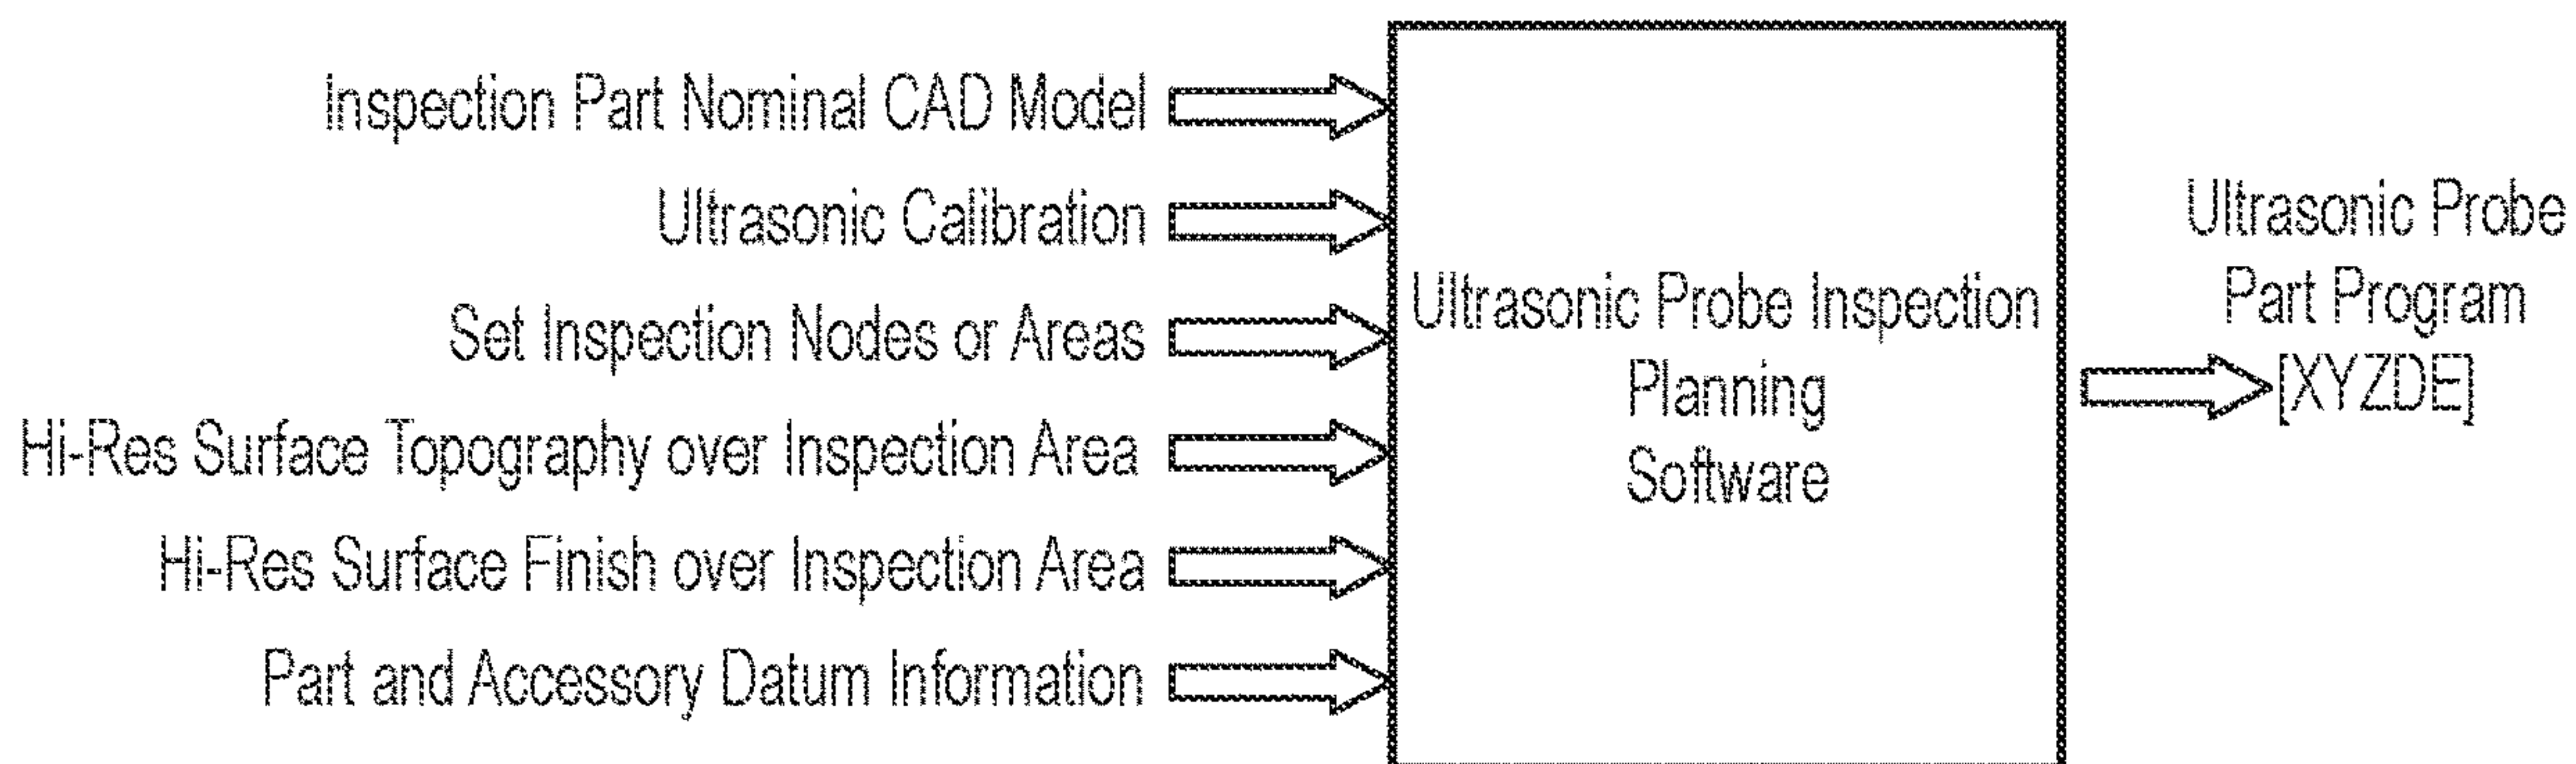 Inspection Part Nominal CAD Model
Ultrasonic Calibration
Set Inspection Nodes or Areas
Hi-Res Surface Topography over Inspection Area
Hi-Res Surface Finish over Inspection Area
Part and Accessory Datum Information
Ultrasonic Probe Inspection
Planning
Software
Ultrasonic Probe
Part Program
[XYZDE]